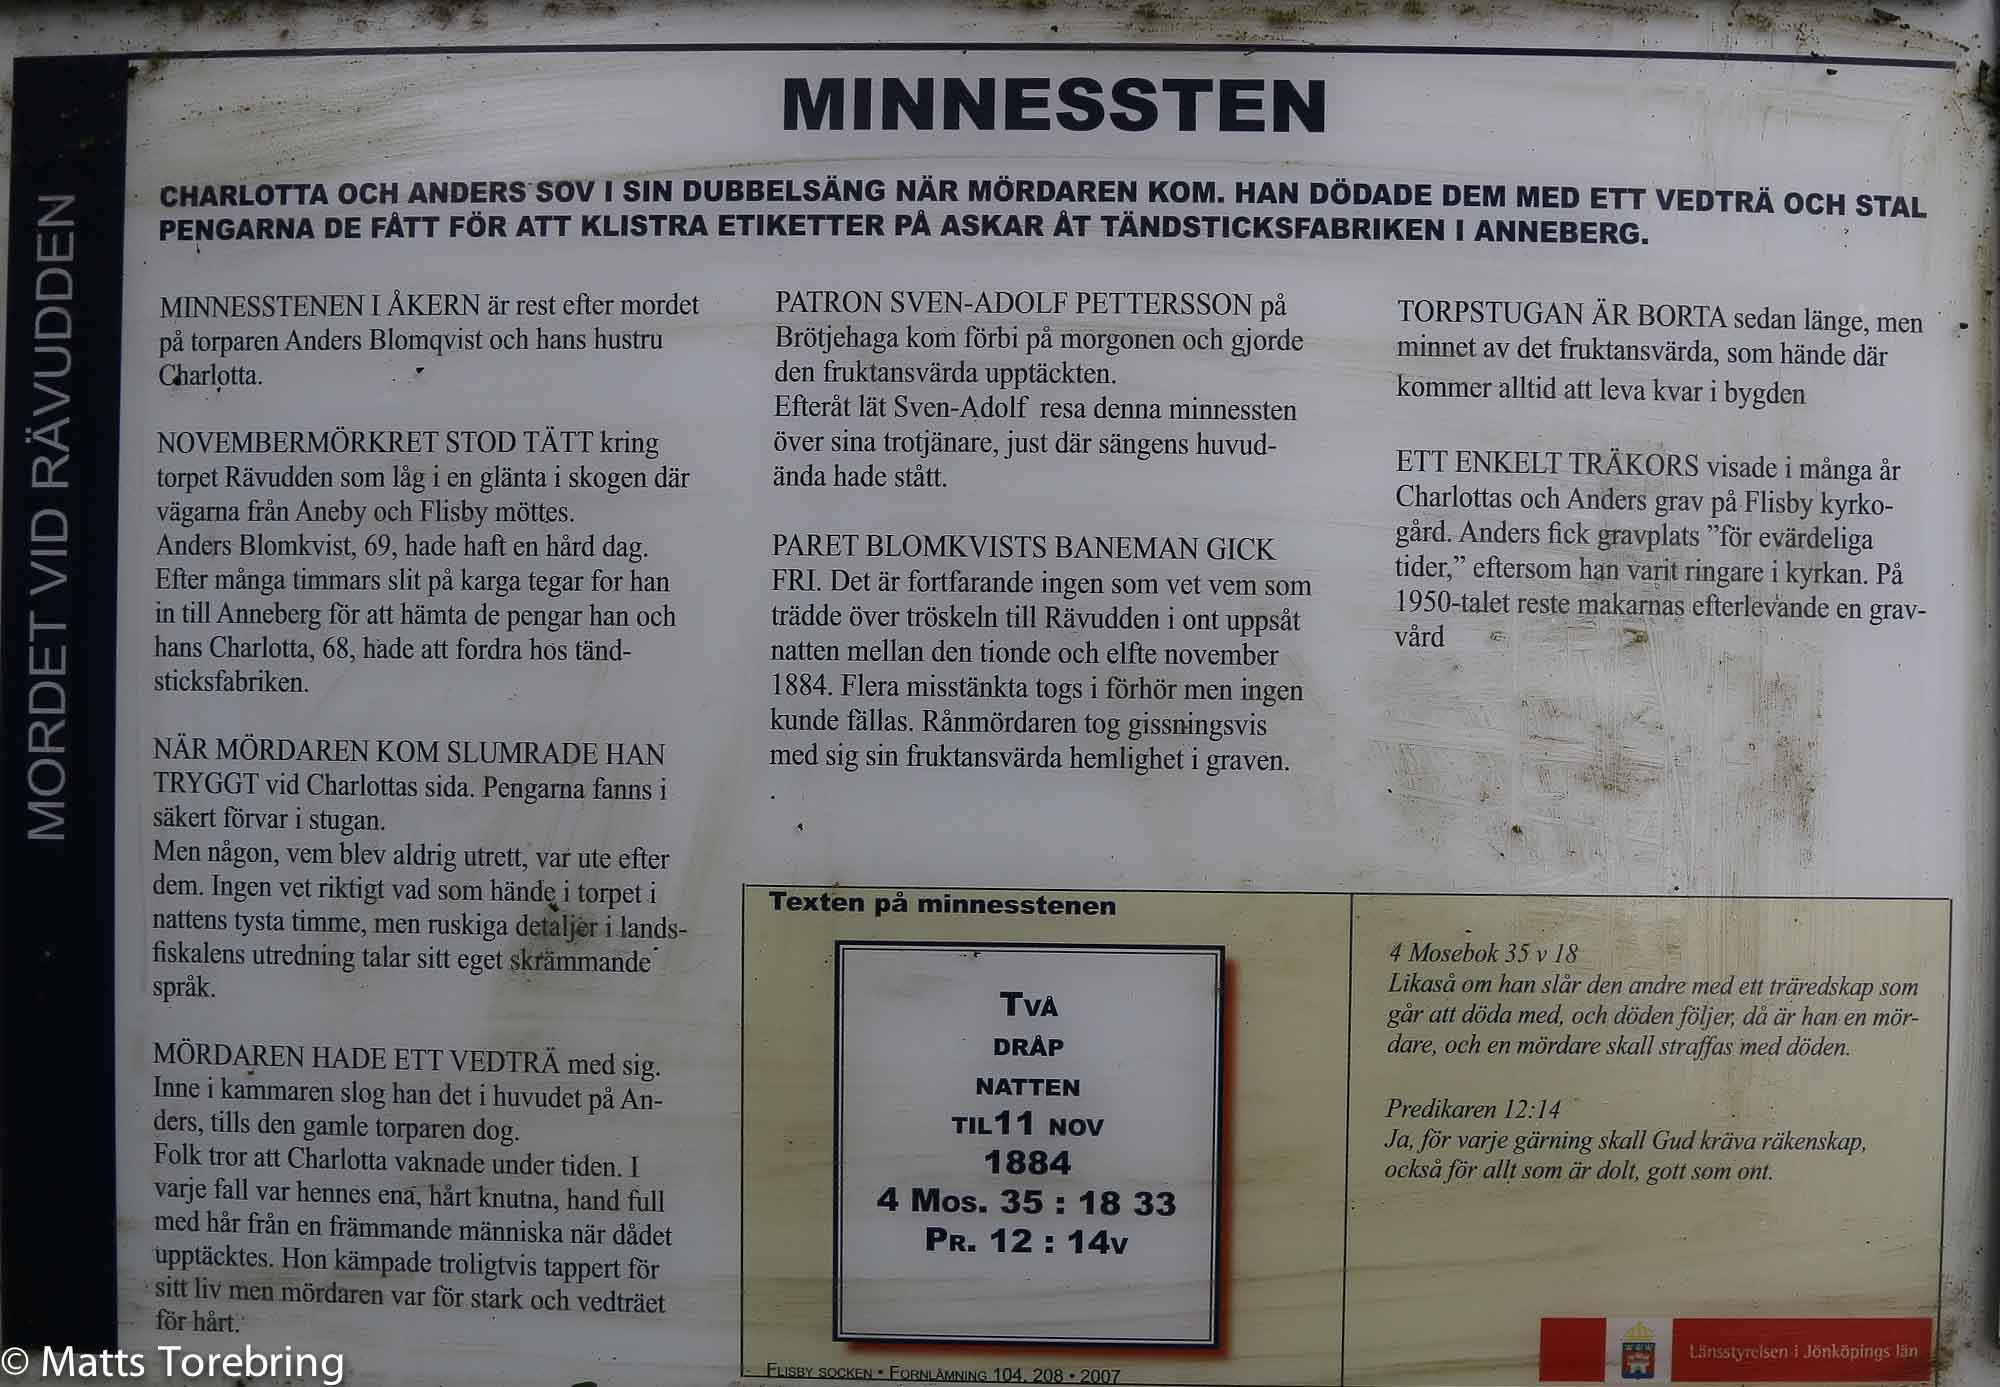 MORDET VID RÄVUDDEN
MINNESSTEN
CHARLOTTA OCH ANDERS SOV I SIN DUBBELSÄNG NÄR MÖRDAREN KOM. HAN DÖDADE DEM MED ETT VEDTRÄ OCH STAL
PENGARNA DE FÅTT FÖR ATT KLISTRA ETIKETTER PÅ ASKAR ÅT TÄNDSTICKSFABRIKEN I ANNEBERG.
MINNESSTENEN I ÅKERN är rest efter mordet
på torparen Anders Blomqvist och hans hustru
Charlotta.
NOVEMBERMÖRKRET STOD TÄTT kring
torpet Rävudden som låg i en glänta i skogen där
vägarna från Aneby och Flisby möttes.
Anders Blomkvist, 69, hade haft en hård dag.
Efter många timmars slit på karga tegar for han
in till Anneberg för att hämta de pengar han och
hans Charlotta, 68, hade att fordra hos tänd-
sticksfabriken.
NÄR MÖRDAREN KOM SLUMRADE HAN
TRYGGT vid Charlottas sida. Pengarna fanns i
säkert förvar i stugan.
Men någon, vem blev aldrig utrett, var ute efter
dem. Ingen vet riktigt vad som hände i torpet i
nattens tysta timme, men ruskiga detaljer i lands-
fiskalens utredning talar sitt eget skrämmande
språk.
MÖRDAREN HADE ETT VEDTRÄ med sig.
Inne i kammaren slog han det i huvudet på An-
ders, tills den gamle torparen dog.
Folk tror att Charlotta vaknade under tiden. I
varje fall var hennes ena, hårt knutna, hand full
med hår från en främmande människa när dådet
upptäcktes. Hon kämpade troligtvis tappert för
sitt liv men mördaren var för stark och vedträet
för hårt.
PATRON SVEN-ADOLF PETTERSSON på
Brötjehaga kom förbi på morgonen och gjorde
den fruktansvärda upptäckten.
Efteråt lät Sven-Adolf resa denna minnessten
över sina trotjänare, just där sängens huvud-
ända hade stått.
PARET BLOMKVISTS BANEMAN GICK
FRI. Det är fortfarande ingen som vet vem som
trädde över tröskeln till Rävudden i ont uppsåt
natten mellan den tionde och elfte november
1884. Flera misstänkta togs i förhör men ingen
kunde fällas. Rånmördaren tog gissningsvis
med sig sin fruktansvärda hemlighet i graven.
.
TORPSTUGAN ÄR BORTA sedan länge, men
minnet av det fruktansvärda, som hände där
kommer alltid att leva kvar i bygden
ETT ENKELT TRÄKORS visade i många år
Charlottas och Anders grav på Flisby kyrko-
gård. Anders fick gravplats ”för evärdeliga
tider,” eftersom han varit ringare i kyrkan. På
1950-talet reste makarnas efterlevande en grav-
vård
Texten på minnesstenen
TVÅ
DRÅP
NATTEN
TIL11 NOV
1884
4 MOS. 35 : 18 33
PR. 12 : 14V
4 Mosebok 35 v 18
Likaså om han slår den andre med ett träredskap som
går att döda med, och döden följer, då är han en mör-
dare, och en mördare skall straffas med döden.
Predikaren 12:14
Ja, för varje gärning skall Gud kräva räkenskap,
också för allt som är dolt, gott som ont.
FLISBY SOCKEN • FORNLÄMNING 104, 208 • 2007
Länsstyrelsen i Jönköpings län
© Matts Torebring